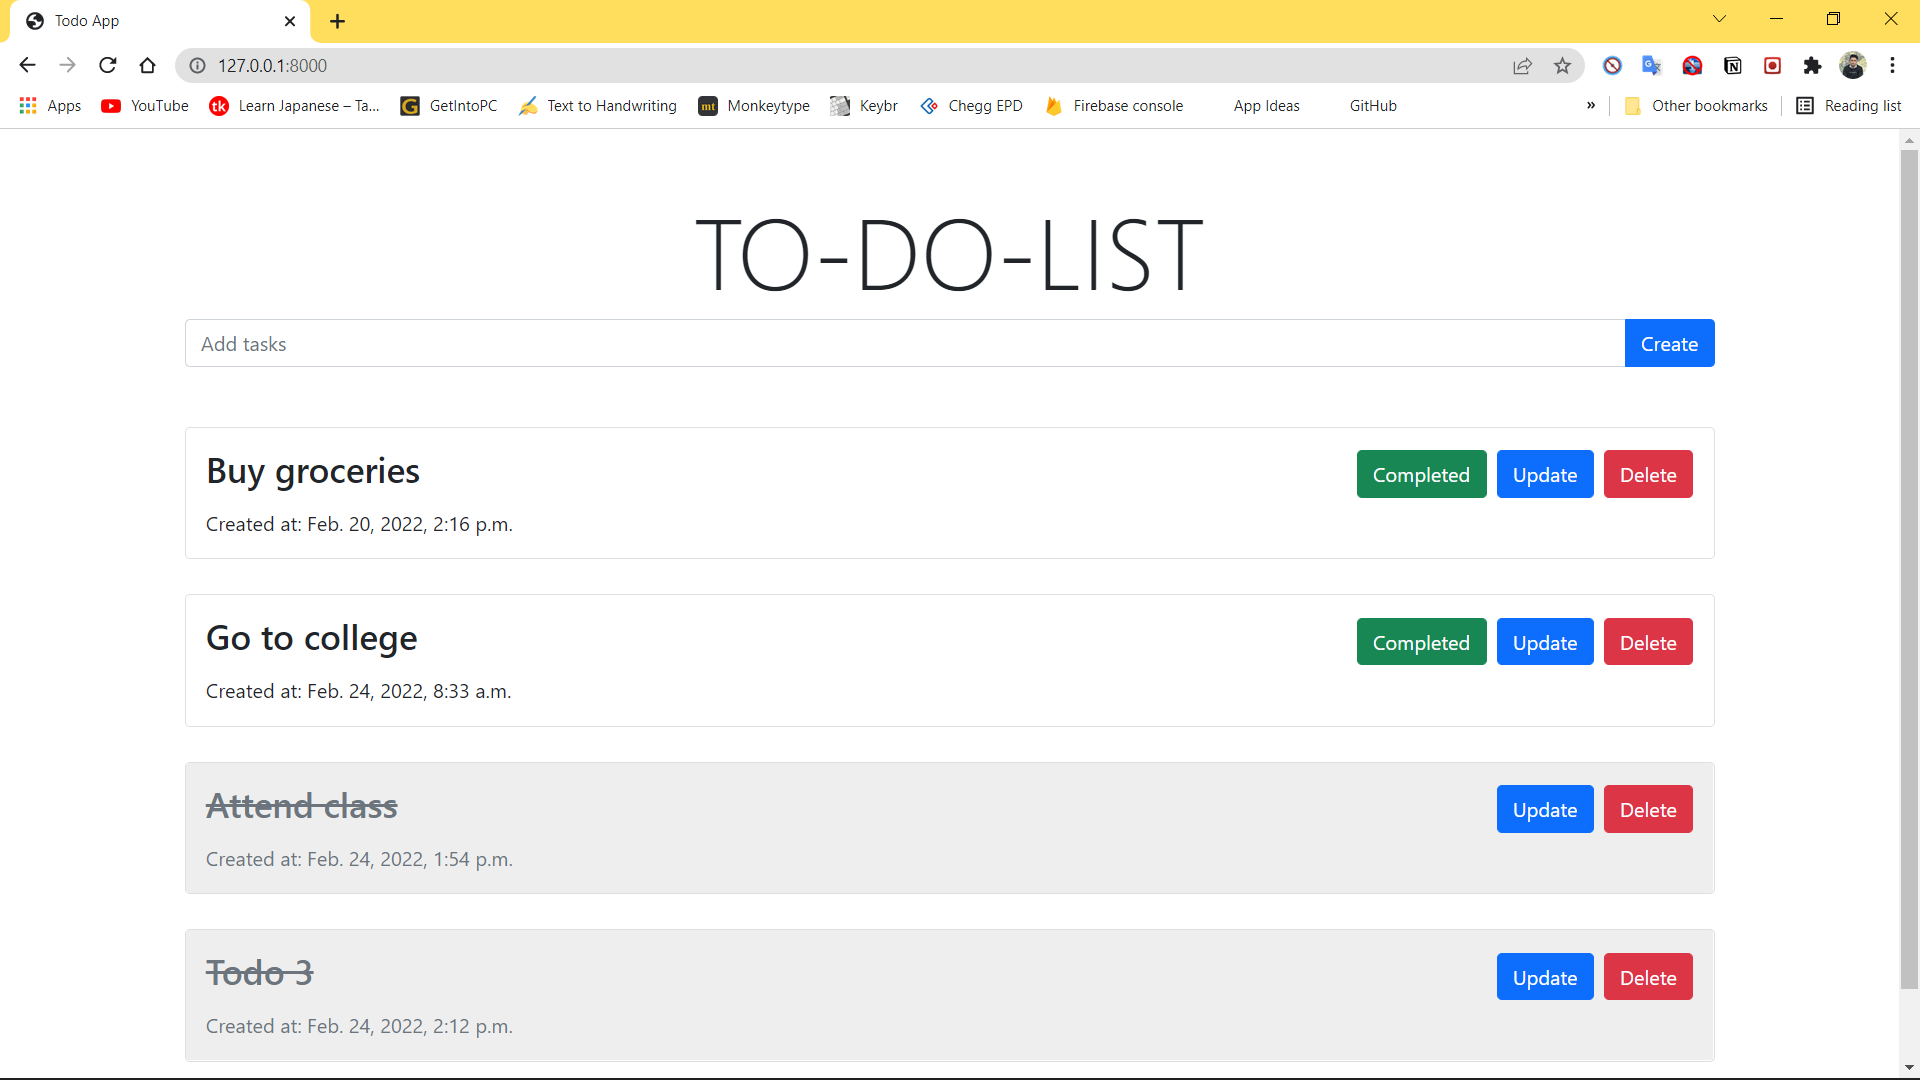 Todo App
127.0.0.1:8000
Apps YouTube Learn Japanese – Ta... GetIntoPC Text to Handwriting Monkeytype Keybr Chegg EPD Firebase console App Ideas GitHub » Other bookmarks Reading list
TO-DO-LIST
Add tasks Create
Buy groceries Completed Update Delete
Created at: Feb. 20, 2022, 2:16 p.m.
Go to college Completed Update Delete
Created at: Feb. 24, 2022, 8:33 a.m.
Attend class Update Delete
Created at: Feb. 24, 2022, 1:54 p.m.
Todo 3 Update Delete
Created at: Feb. 24, 2022, 2:12 p.m.